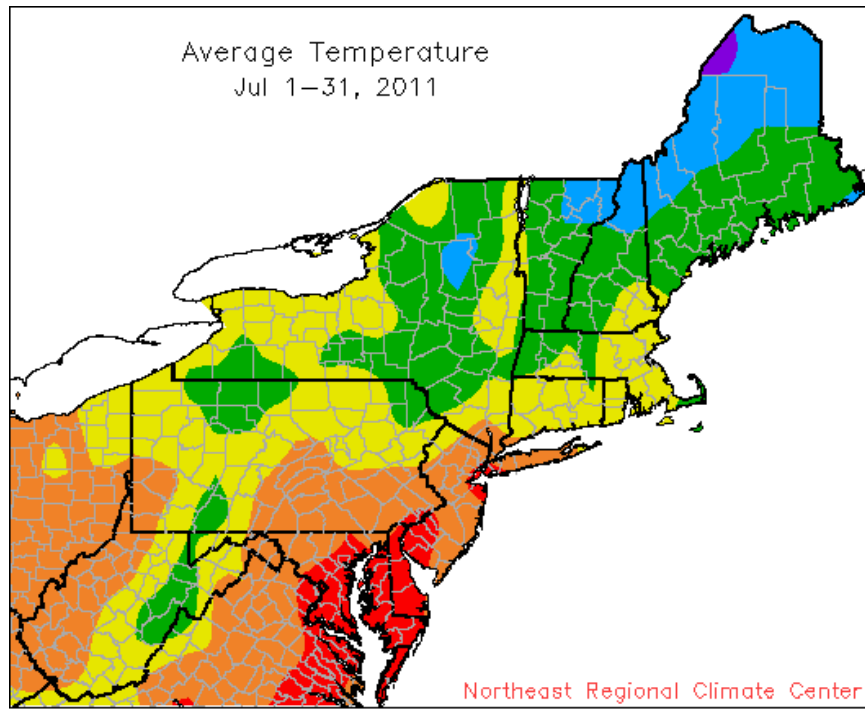 Average Temperature
Jul 1–31, 2011
Northeast Regional Climate Center